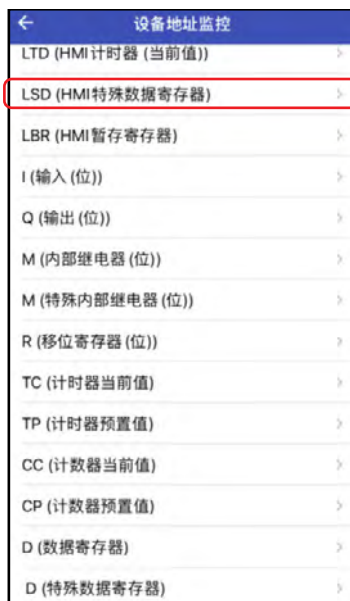 设备地址监控
LTD (HMI计时器 (当前值))
LSD (HMI特殊数据寄存器)
LBR (HMI暂存寄存器)
I (输入 (位))
Q (输出 (位))
M (内部继电器 (位))
M (特殊内部继电器 (位))
R (移位寄存器 (位))
TC (计时器当前值)
TP (计时器预置值)
CC (计数器当前值)
CP (计数器预置值)
D (数据寄存器)
D (特殊数据寄存器)